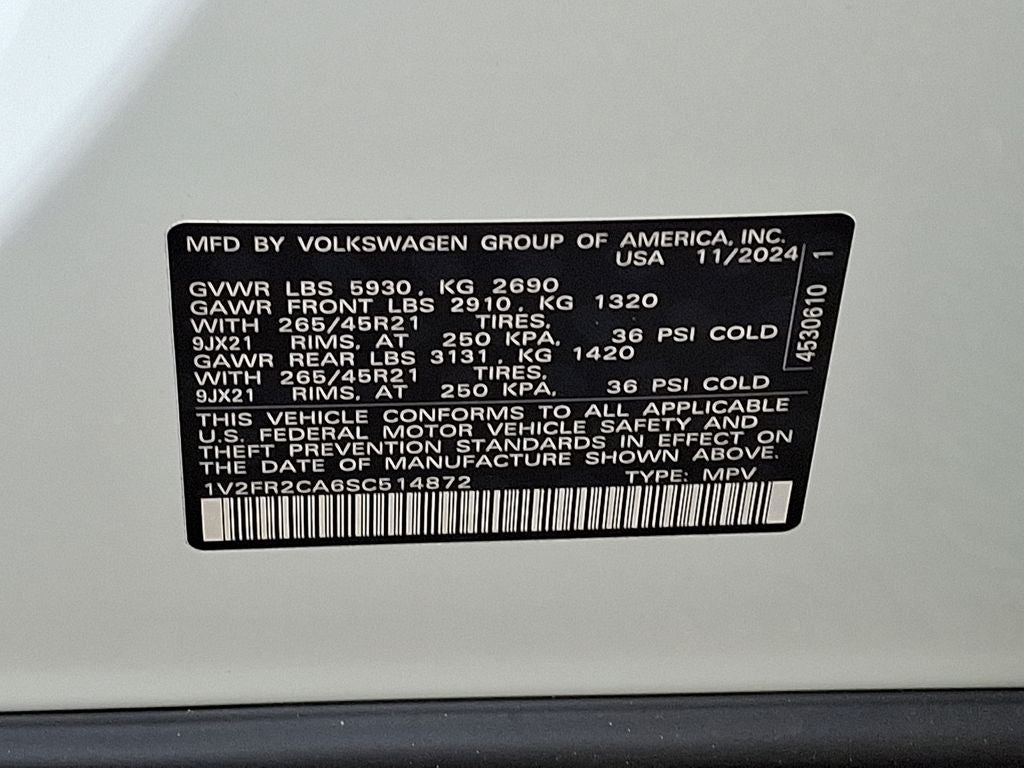 MFD BY VOLKSWAGEN GROUP OF AMERICA, INC.
USA 11/2024
GVWR LBS 5930, KG 2690
GAWR FRONT LBS 2910, KG 1320
WITH 265/45R21 TIRES,
9JX21 RIMS, AT 250 KPA, 36 PSI COLD
GAWR REAR LBS 3131, KG 1420
WITH 265/45R21 TIRES,
9JX21 RIMS, AT 250 KPA, 36 PSI COLD
4530610 1
THIS VEHICLE CONFORMS TO ALL APPLICABLE
U.S. FEDERAL MOTOR VEHICLE SAFETY AND
THEFT PREVENTION STANDARDS IN EFFECT ON
THE DATE OF MANUFACTURE SHOWN ABOVE.
1V2FR2CA6SC514872 TYPE: MPV